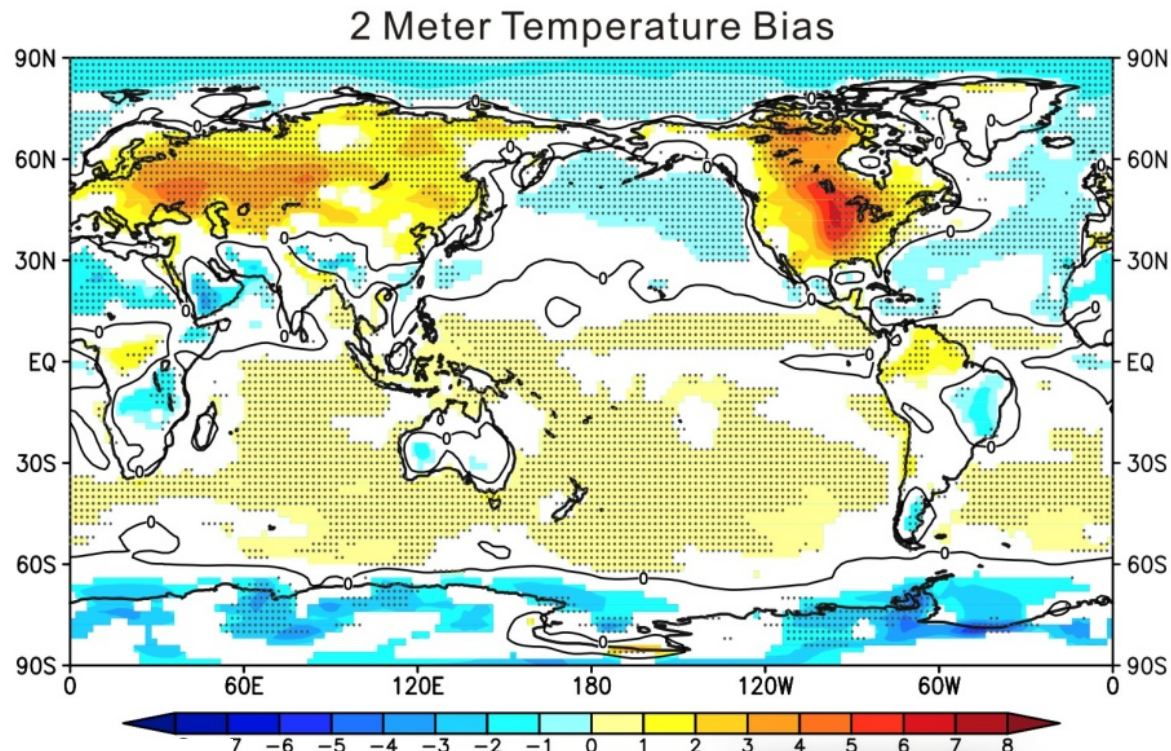 2 Meter Temperature Bias
90N 90N
60N 60N
30N 30N
EQ EQ
30S 30S
60S 60S
90S 90S
0 60E 120E 180 120W 60W 0
7 −6 −5 −4 −3 −2 −1 0 1 2 3 4 5 6 7 8